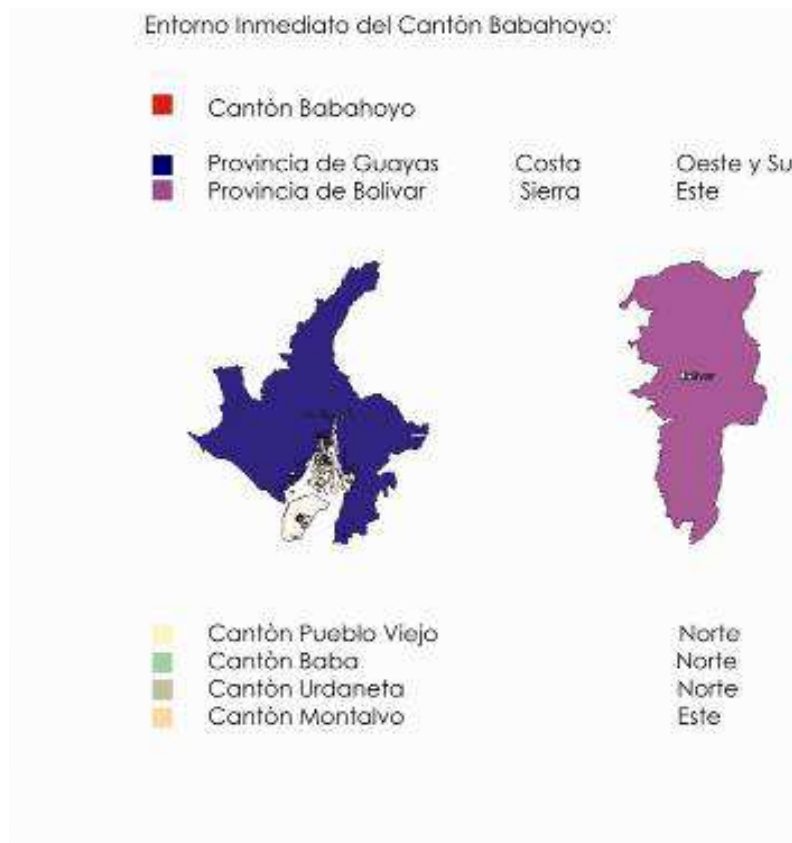 Entorno Inmediato del Cantòn Babahoyo:
Cantòn Babahoyo
Provincia de Guayas Costa Oeste y Su
Provincia de Bolivar Sierra Este
Bolivar
Cantòn Pueblo Viejo Norte
Cantòn Baba Norte
Cantòn Urdaneta Norte
Cantòn Montalvo Este